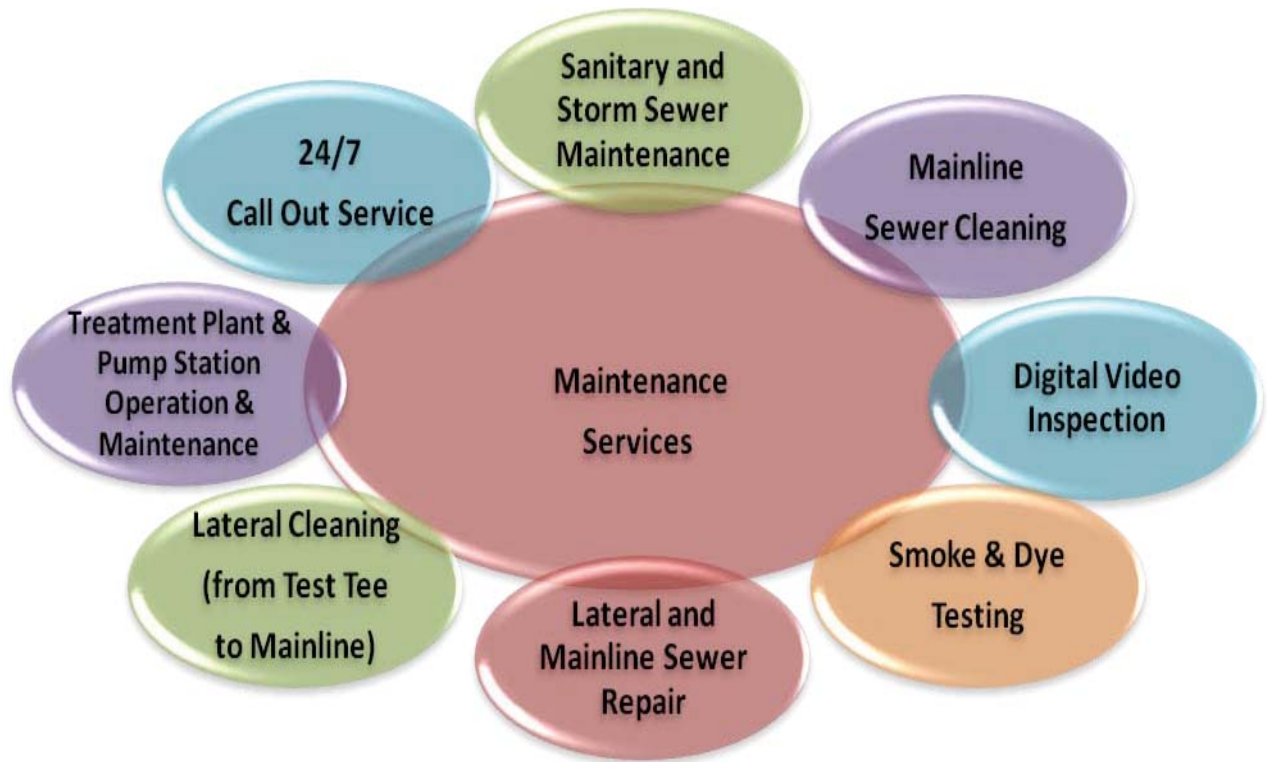 Sanitary and
Storm Sewer
Maintenance
Mainline
Sewer Cleaning
Digital Video
Inspection
Smoke & Dye
Testing
Lateral and
Mainline Sewer
Repair
Lateral Cleaning
(from Test Tee
to Mainline)
Treatment Plant &
Pump Station
Operation &
Maintenance
24/7
Call Out Service
Maintenance
Services